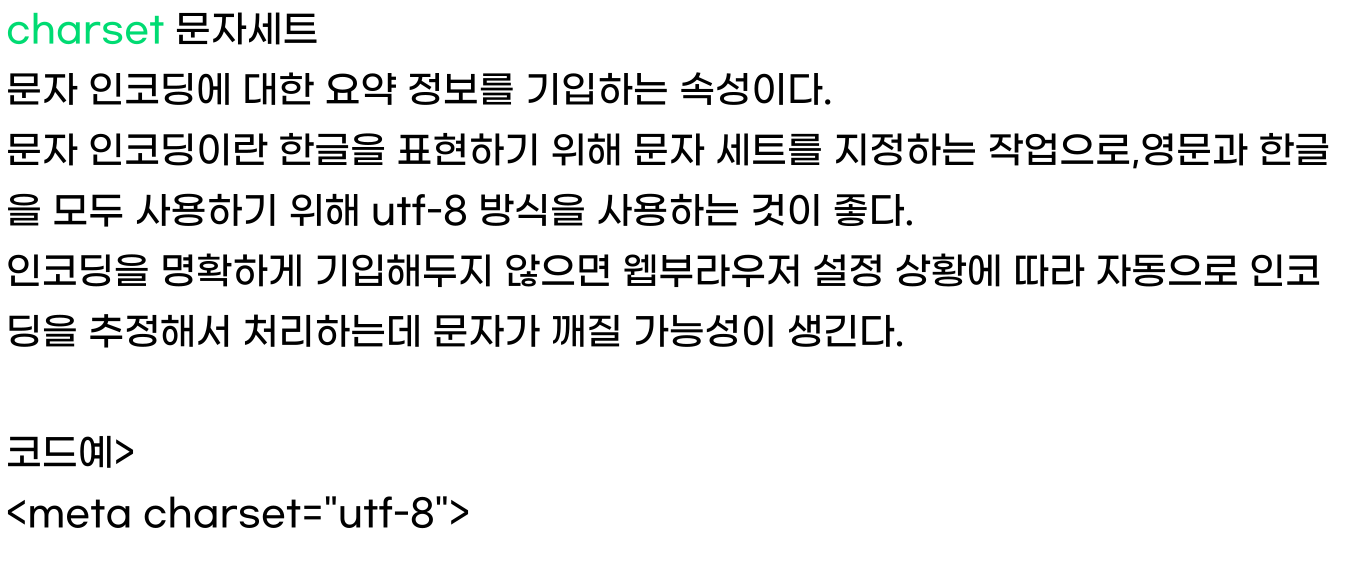 charset 문자세트
문자 인코딩에 대한 요약 정보를 기입하는 속성이다.
문자 인코딩이란 한글을 표현하기 위해 문자 세트를 지정하는 작업으로,영문과 한글
을 모두 사용하기 위해 utf-8 방식을 사용하는 것이 좋다.
인코딩을 명확하게 기입해두지 않으면 웹부라우저 설정 상황에 따라 자동으로 인코
딩을 추정해서 처리하는데 문자가 깨질 가능성이 생긴다.
코드예>
<meta charset="utf-8">